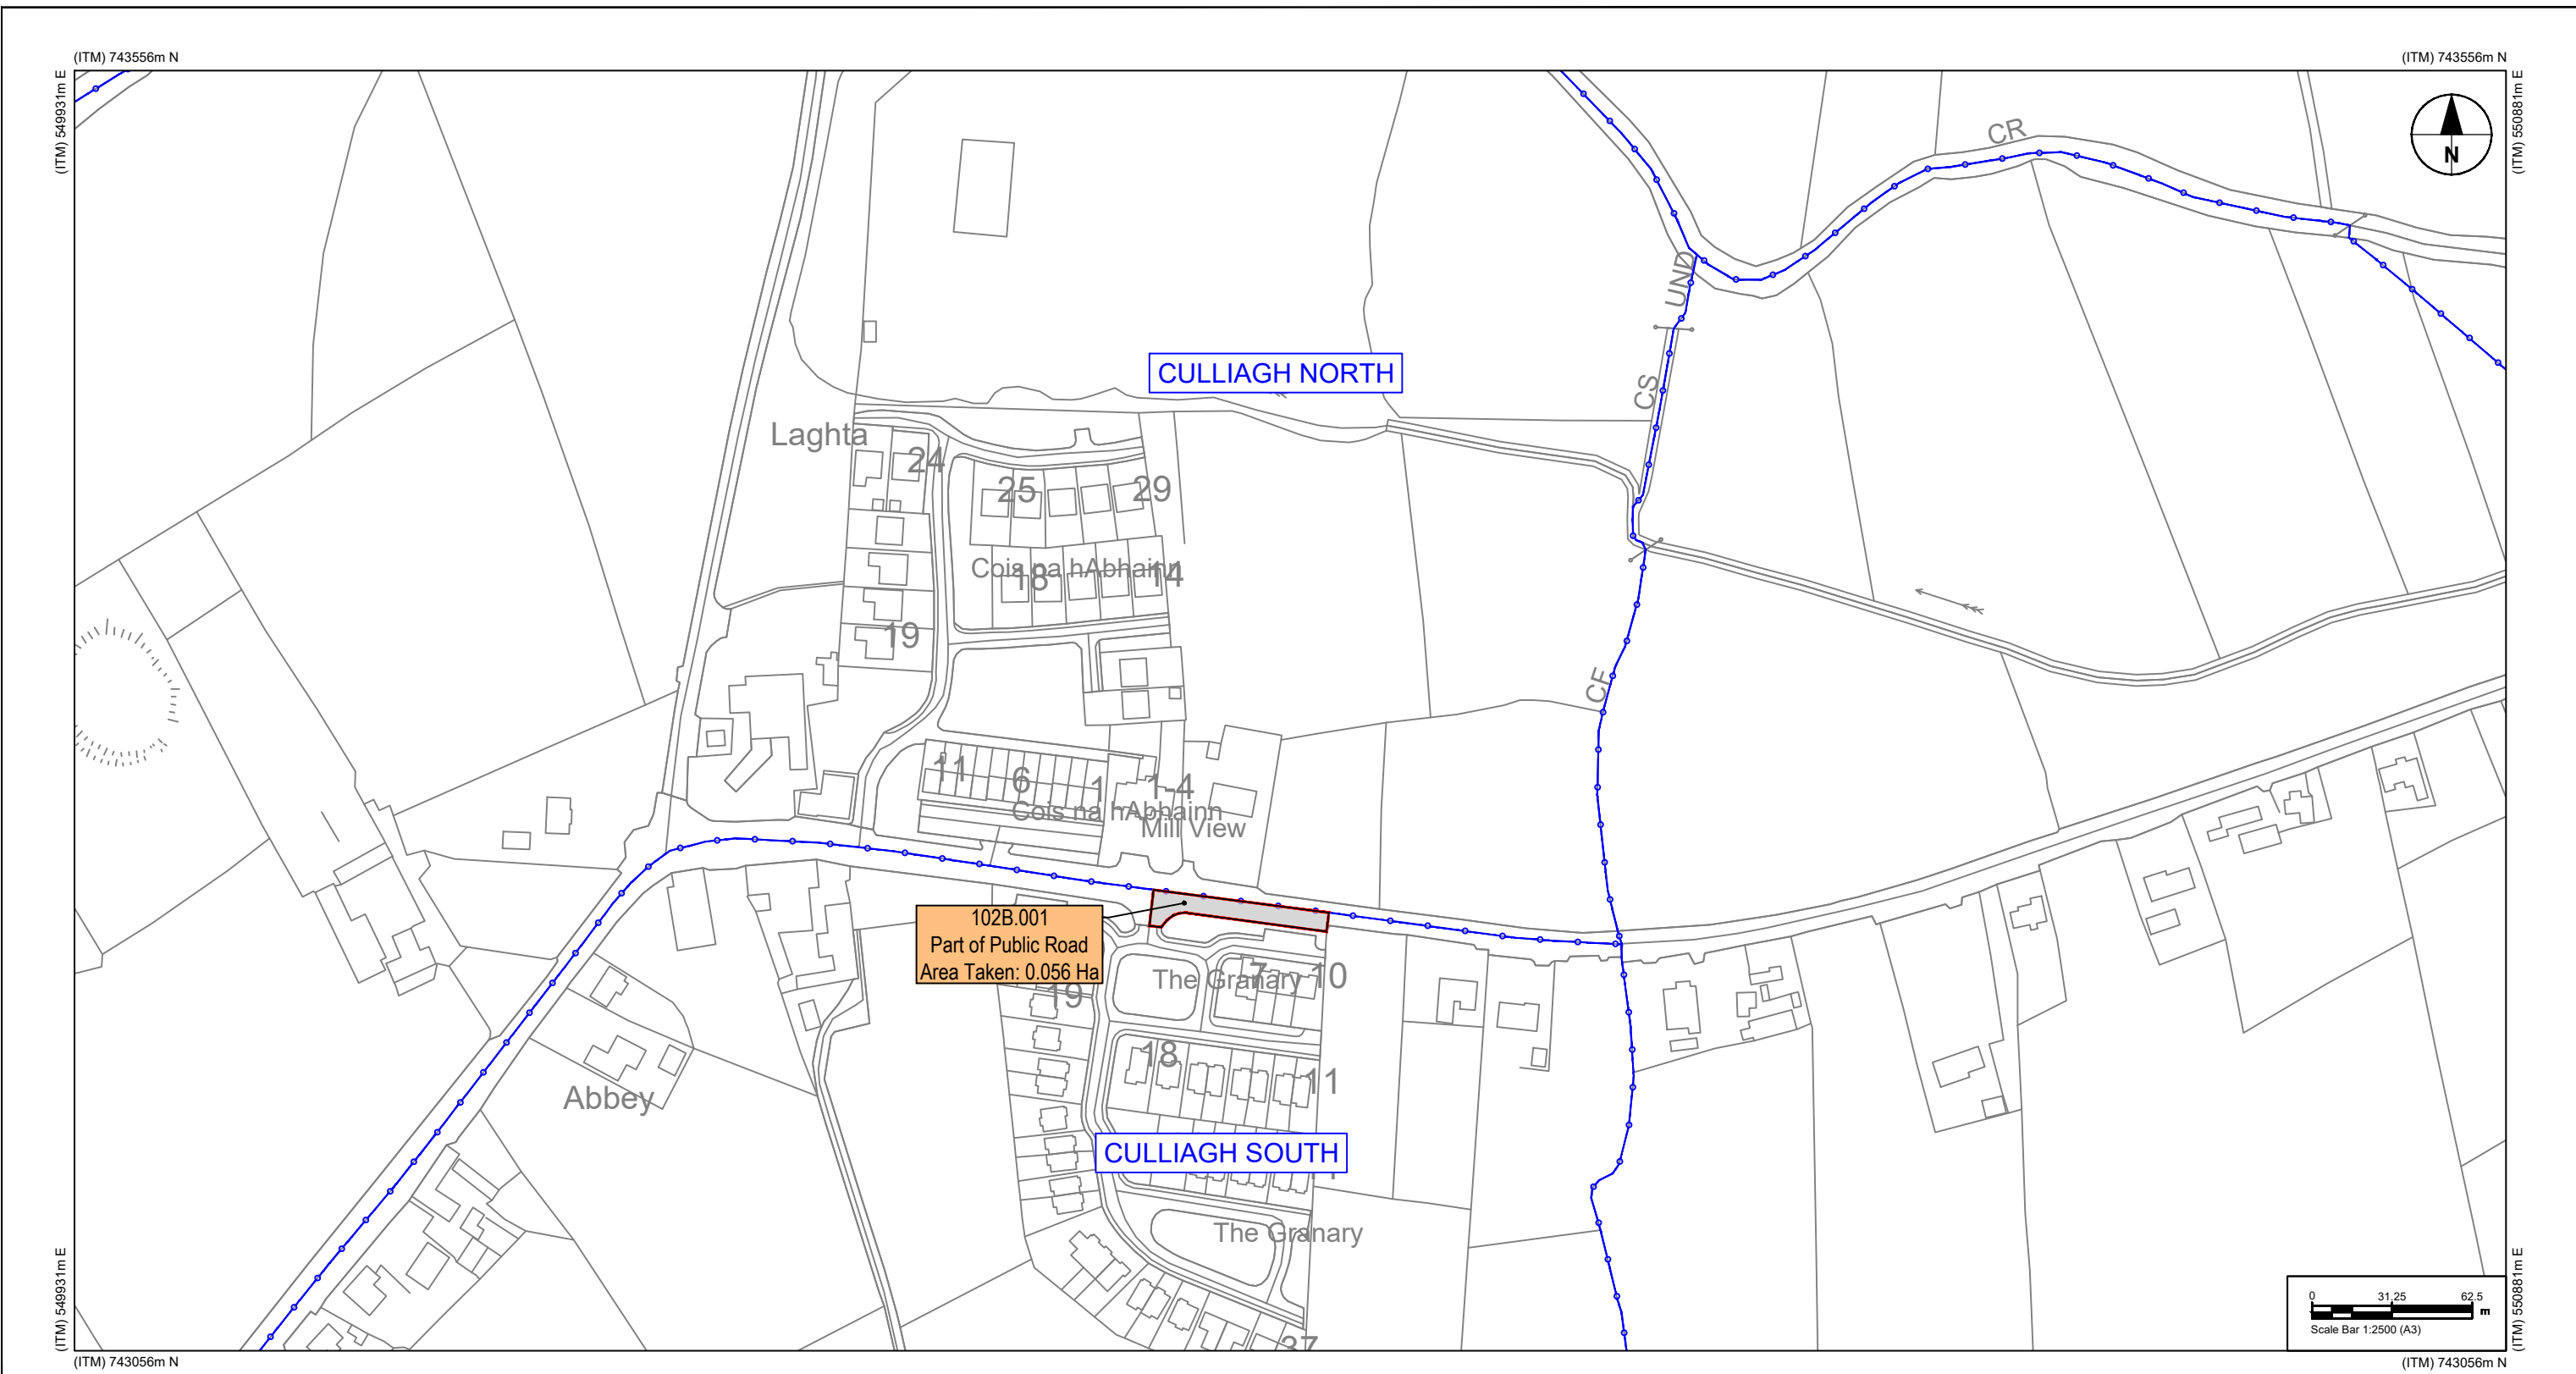 (ITM) 743556m N
(ITM) 743556m N
(ITM) 549931m E
(ITM) 550881m E
CR
N
UND
CULLIAGH NORTH
CS
Laghta
24
25
29
Cois na hAbhainn
18
14
19
CF
11
6
1
1-4
Cois na hAbhainn
Mill View
102B.001
Part of Public Road
Area Taken: 0.056 Ha
The Granary
7
10
19
18
11
Abbey
CULLIAGH SOUTH
The Granary
37
(ITM) 549931m E
(ITM) 550881m E
0 31.25 62.5
m
Scale Bar 1:2500 (A3)
(ITM) 743056m N
(ITM) 743056m N